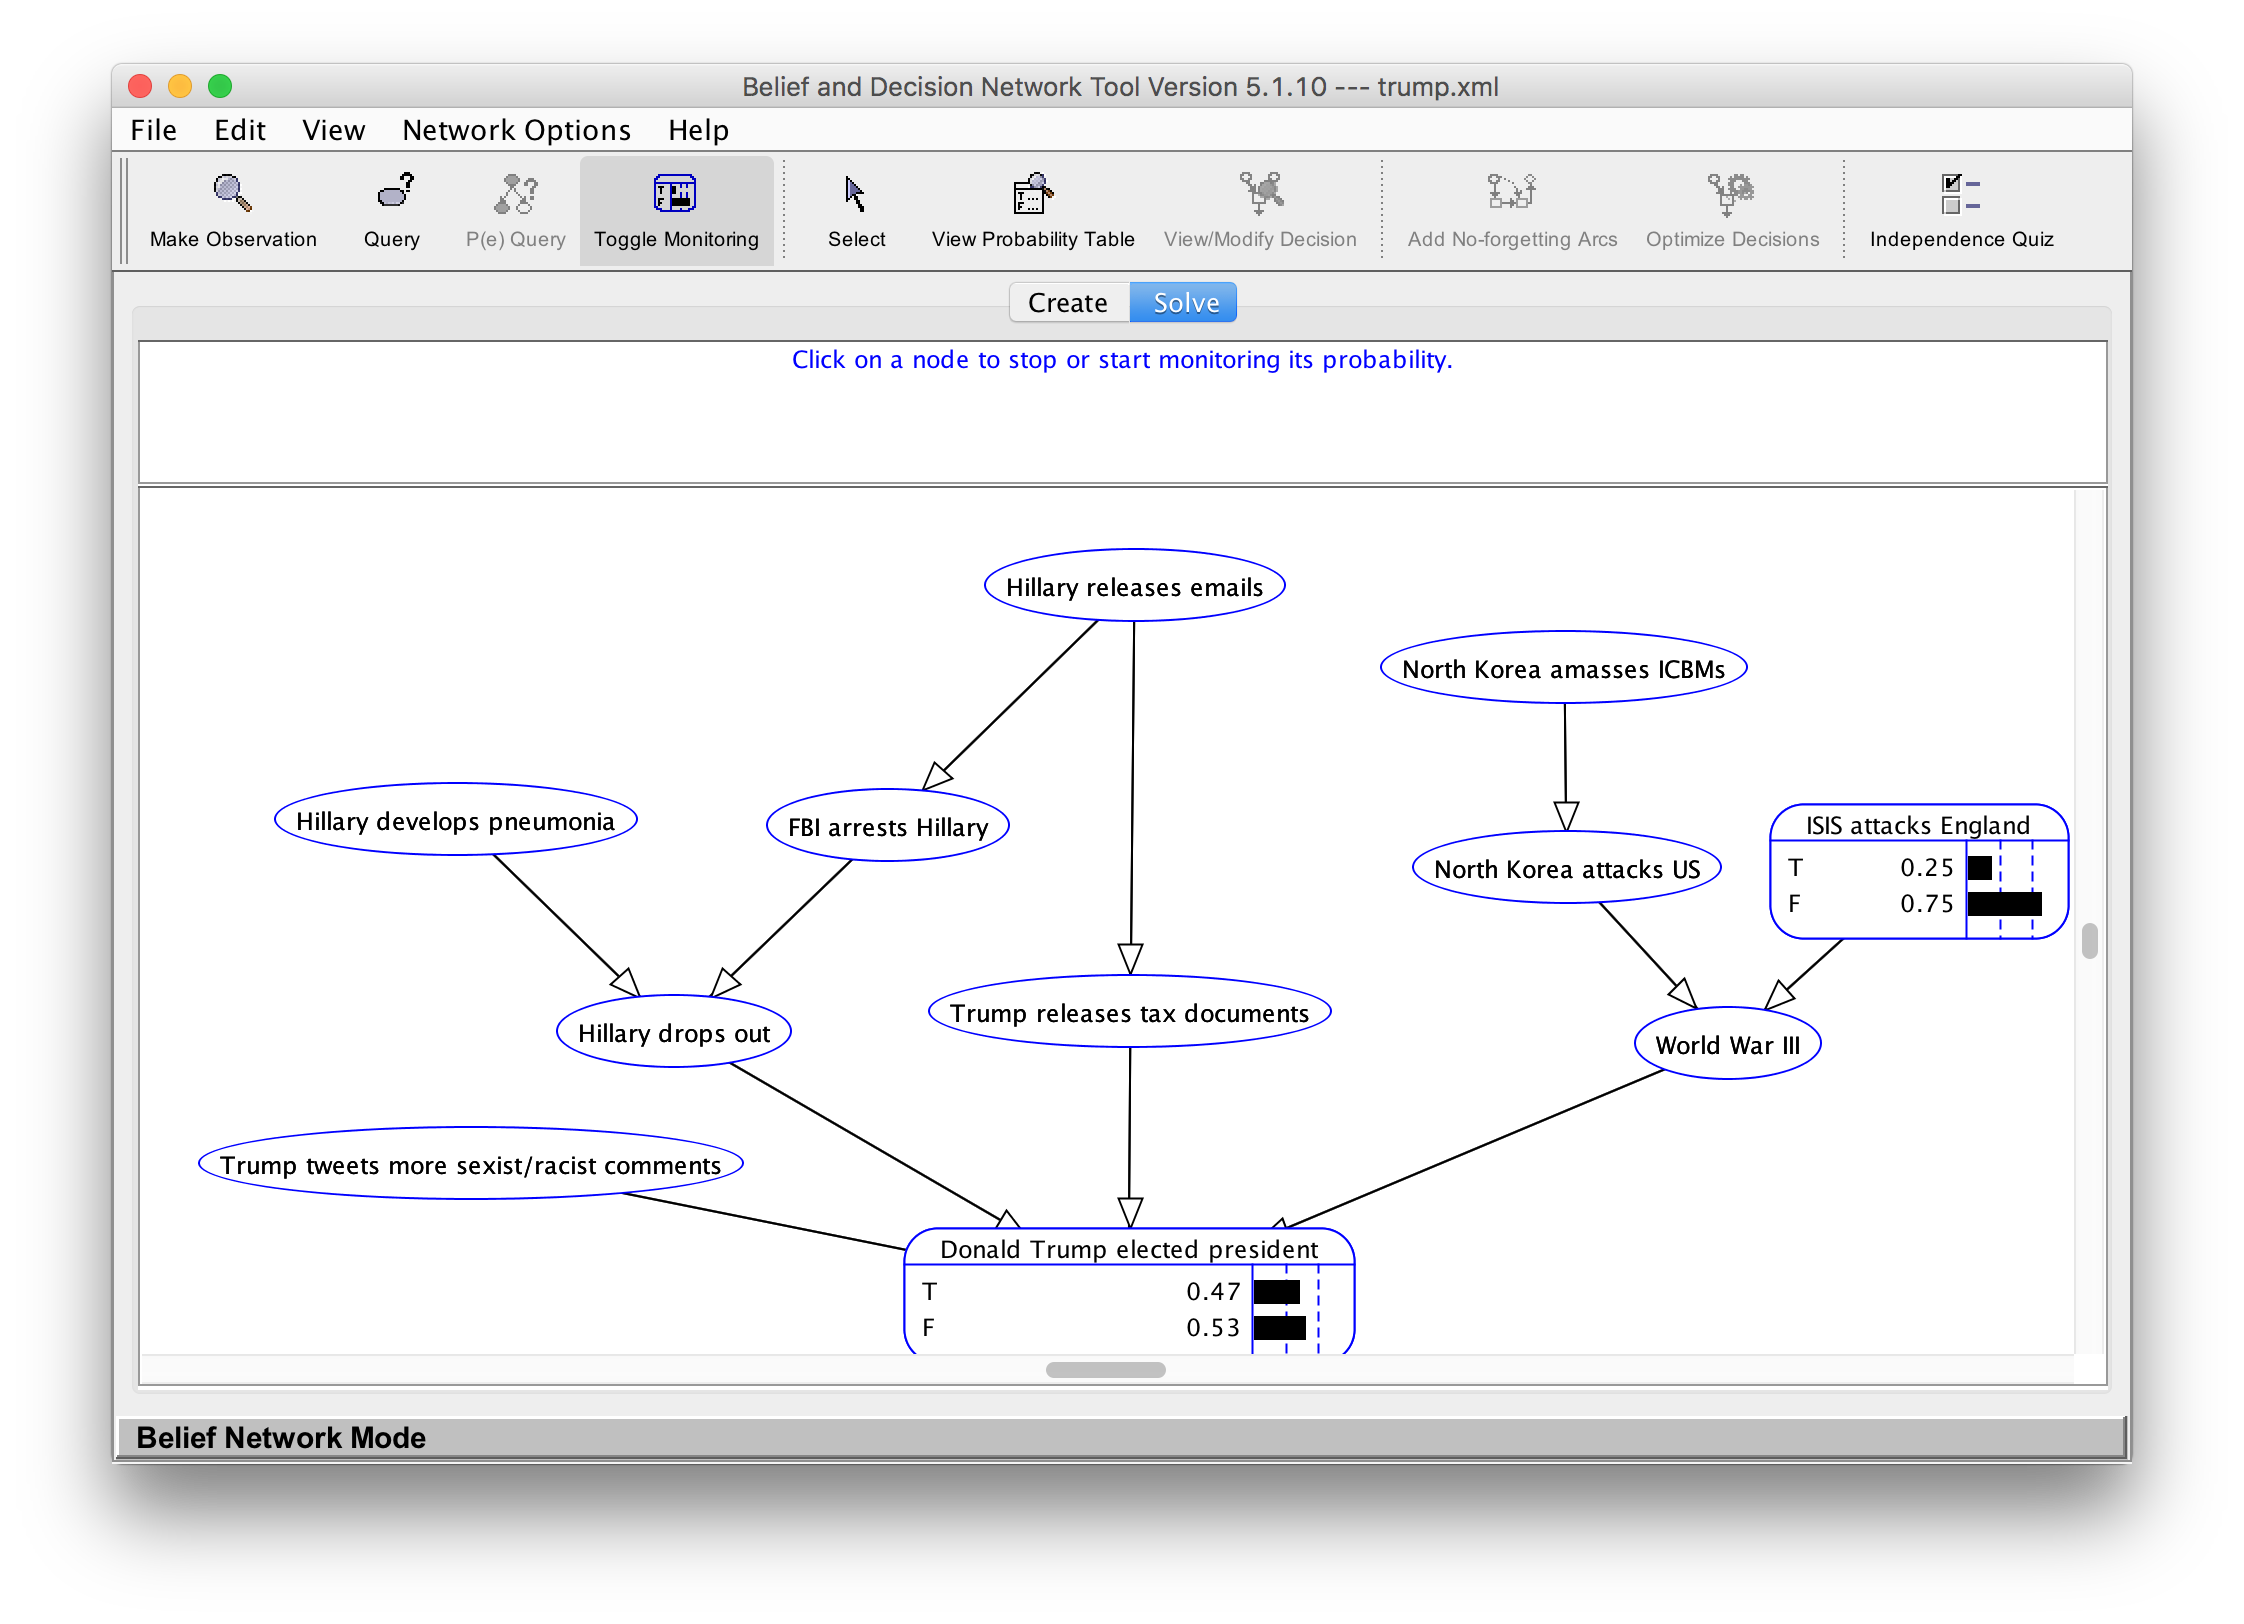 Belief and Decision Network Tool Version 5.1.10 --- trump.xml
File Edit View Network Options Help
Make Observation Query P(e) Query Toggle Monitoring Select View Probability Table View/Modify Decision Add No-forgetting Arcs Optimize Decisions Independence Quiz
Create Solve
Click on a node to stop or start monitoring its probability.
Hillary releases emails
North Korea amasses ICBMs
Hillary develops pneumonia
FBI arrests Hillary
North Korea attacks US
ISIS attacks England
T 0.25
F 0.75
Hillary drops out
Trump releases tax documents
World War III
Trump tweets more sexist/racist comments
Donald Trump elected president
T 0.47
F 0.53
Belief Network Mode